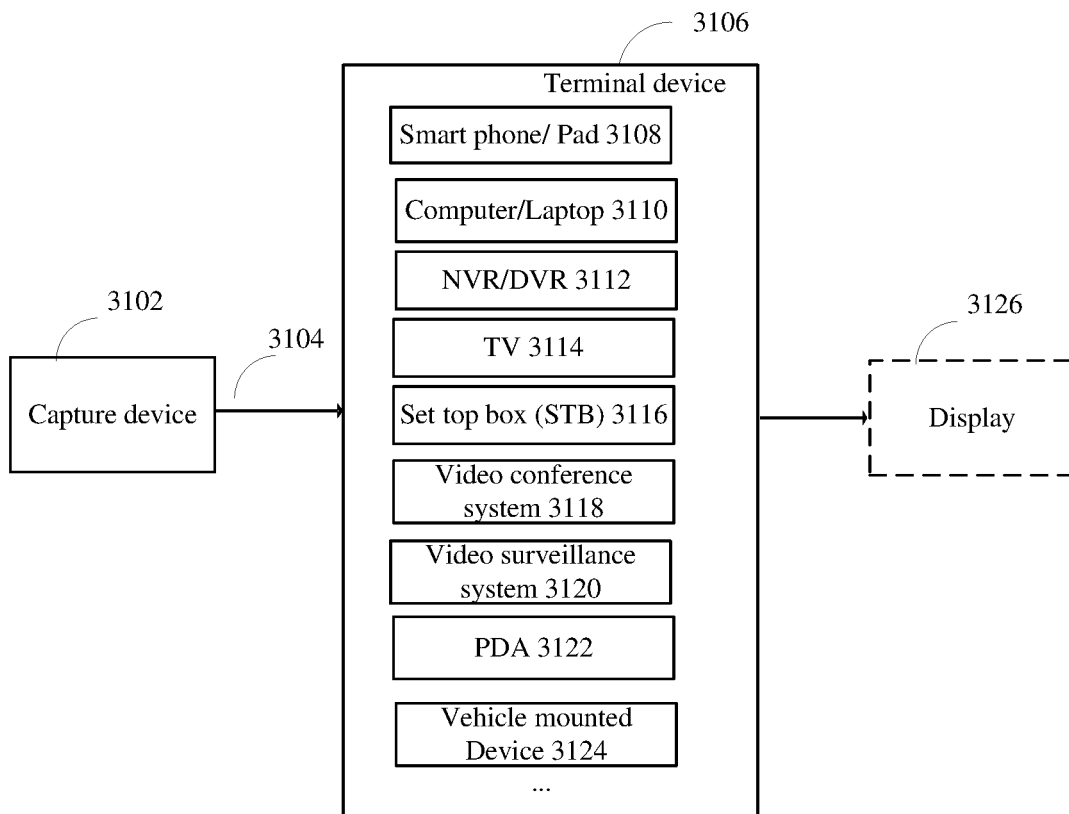 3106
Terminal device
Smart phone/ Pad 3108
Computer/Laptop 3110
NVR/DVR 3112
3102
3104
3126
TV 3114
Capture device
Set top box (STB) 3116
Display
Video conference
system 3118
Video surveillance
system 3120
PDA 3122
Vehicle mounted
Device 3124
...